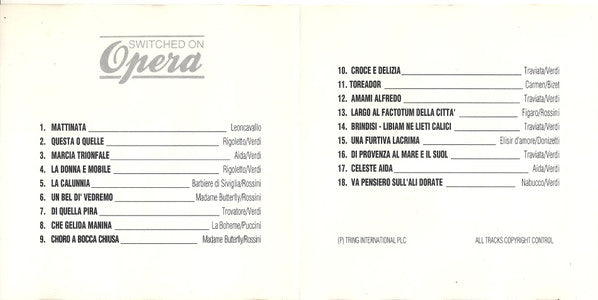 SWITCHED ON
Opera
1. MATTINATA Leoncavallo
2. QUESTA O QUELLE Rigoletto/Verdi
3. MARCIA TRIONFALE Aida/Verdi
4. LA DONNA E MOBILE Rigoletto/Verdi
5. LA CALUNNIA Barbiere di Siviglia/Rossini
6. UN BEL DI' VEDREMO Madame Butterfly/Rossini
7. DI QUELLA PIRA Trovatore/Verdi
8. CHE GELIDA MANINA La Boheme/Puccini
9. CHORO A BOCCA CHIUSA Madame Butterfly/Rossini
10. CROCE E DELIZIA Traviata/Verdi
11. TOREADOR Carmen/Bizet
12. AMAMI ALFREDO Traviata/Verdi
13. LARGO AL FACTOTUM DELLA CITTA' Figaro/Rossini
14. BRINDISI - LIBIAM NE LIETI CALICI Traviata/Verdi
15. UNA FURTIVA LACRIMA Elisir d'amore/Donizetti
16. DI PROVENZA AL MARE E IL SUOL Traviata/Verdi
17. CELESTE AIDA Aida/Verdi
18. VA PENSIERO SULL'ALI DORATE Nabucco/Verdi
(P) TRING INTERNATIONAL PLC ALL TRACKS COPYRIGHT CONTROL